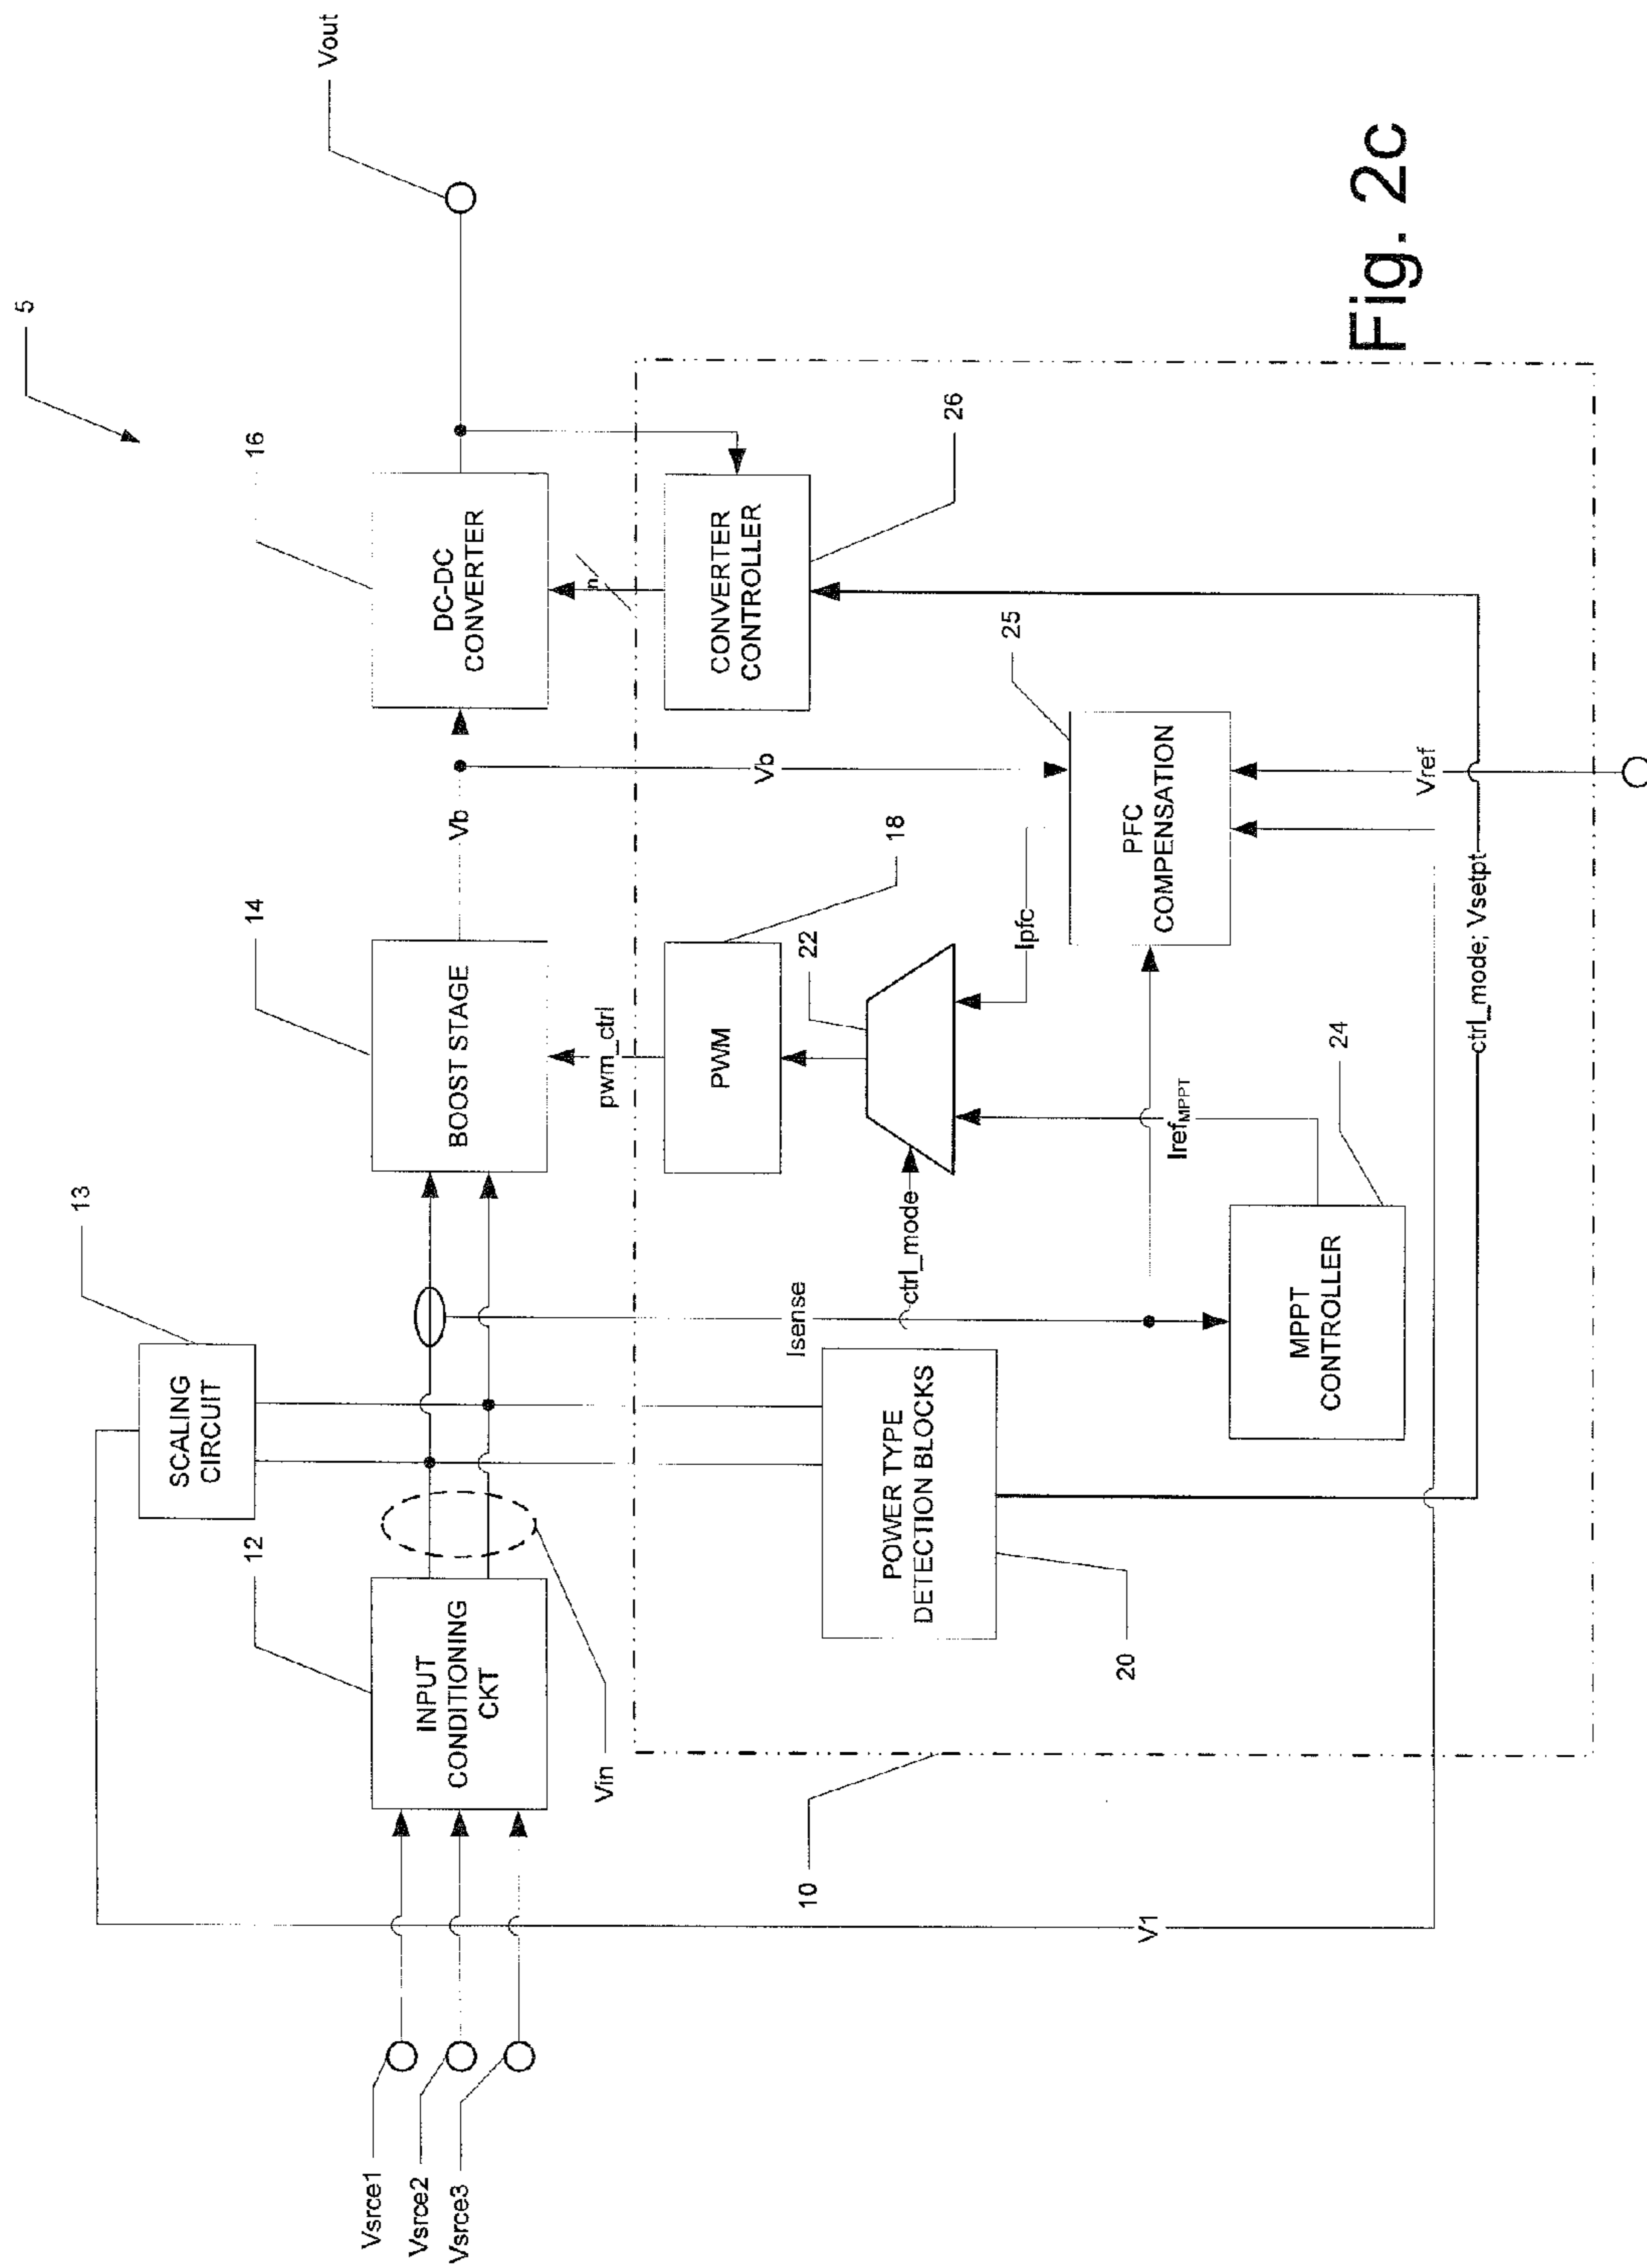 5
Vout
16
DC-DC
CONVERTER
Vb
14
BOOST STAGE
13
SCALING
CIRCUIT
12
INPUT
CONDITIONING
CKT
Vin
Vsrce1
Vsrce2
Vsrce3
n
pwm_ctrl
Vb
Isense
CONVERTER
CONTROLLER
26
18
PWM
22
ctrl_mode
Ipfc
25
PFC
COMPENSATION
POWER TYPE
DETECTION BLOCKS
20
10
Iref_MPPT
24
MPPT
CONTROLLER
V1
Vref
ctrl_mode; Vsetpt
Fig. 2c